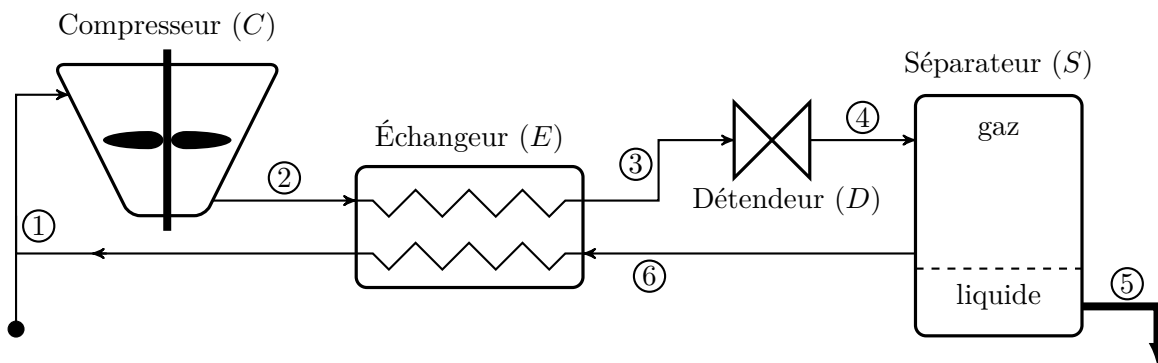 Compresseur (C)
Séparateur (S)
gaz
4
Échangeur (E)
3
2
Détendeur (D)
1
6
5
liquide